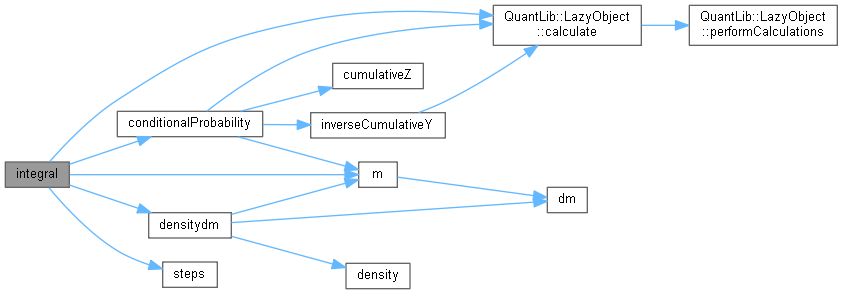 QuantLib::LazyObject
::calculate
QuantLib::LazyObject
::performCalculations
cumulativeZ
conditionalProbability
inverseCumulativeY
integral
m
dm
densitydm
steps
density